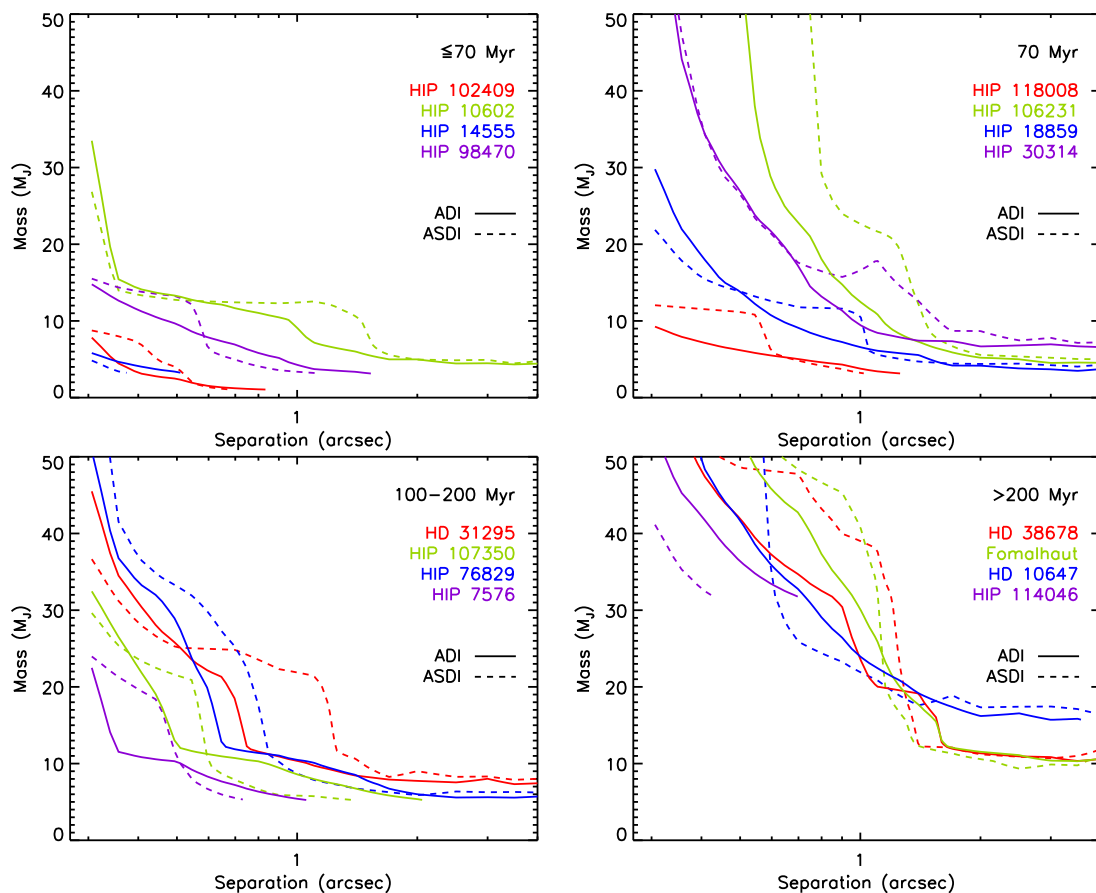 ≦70 Myr
HIP 102409
HIP 10602
HIP 14555
HIP 98470
ADI
ASDI
50
40
30
20
10
0
Mass (MJ)
1
Separation (arcsec)
70 Myr
HIP 118008
HIP 106231
HIP 18859
HIP 30314
ADI
ASDI
50
40
30
20
10
0
Mass (MJ)
1
Separation (arcsec)
100-200 Myr
HD 31295
HIP 107350
HIP 76829
HIP 7576
ADI
ASDI
50
40
30
20
10
0
Mass (MJ)
1
Separation (arcsec)
>200 Myr
HD 38678
Fomalhaut
HD 10647
HIP 114046
ADI
ASDI
50
40
30
20
10
0
Mass (MJ)
1
Separation (arcsec)